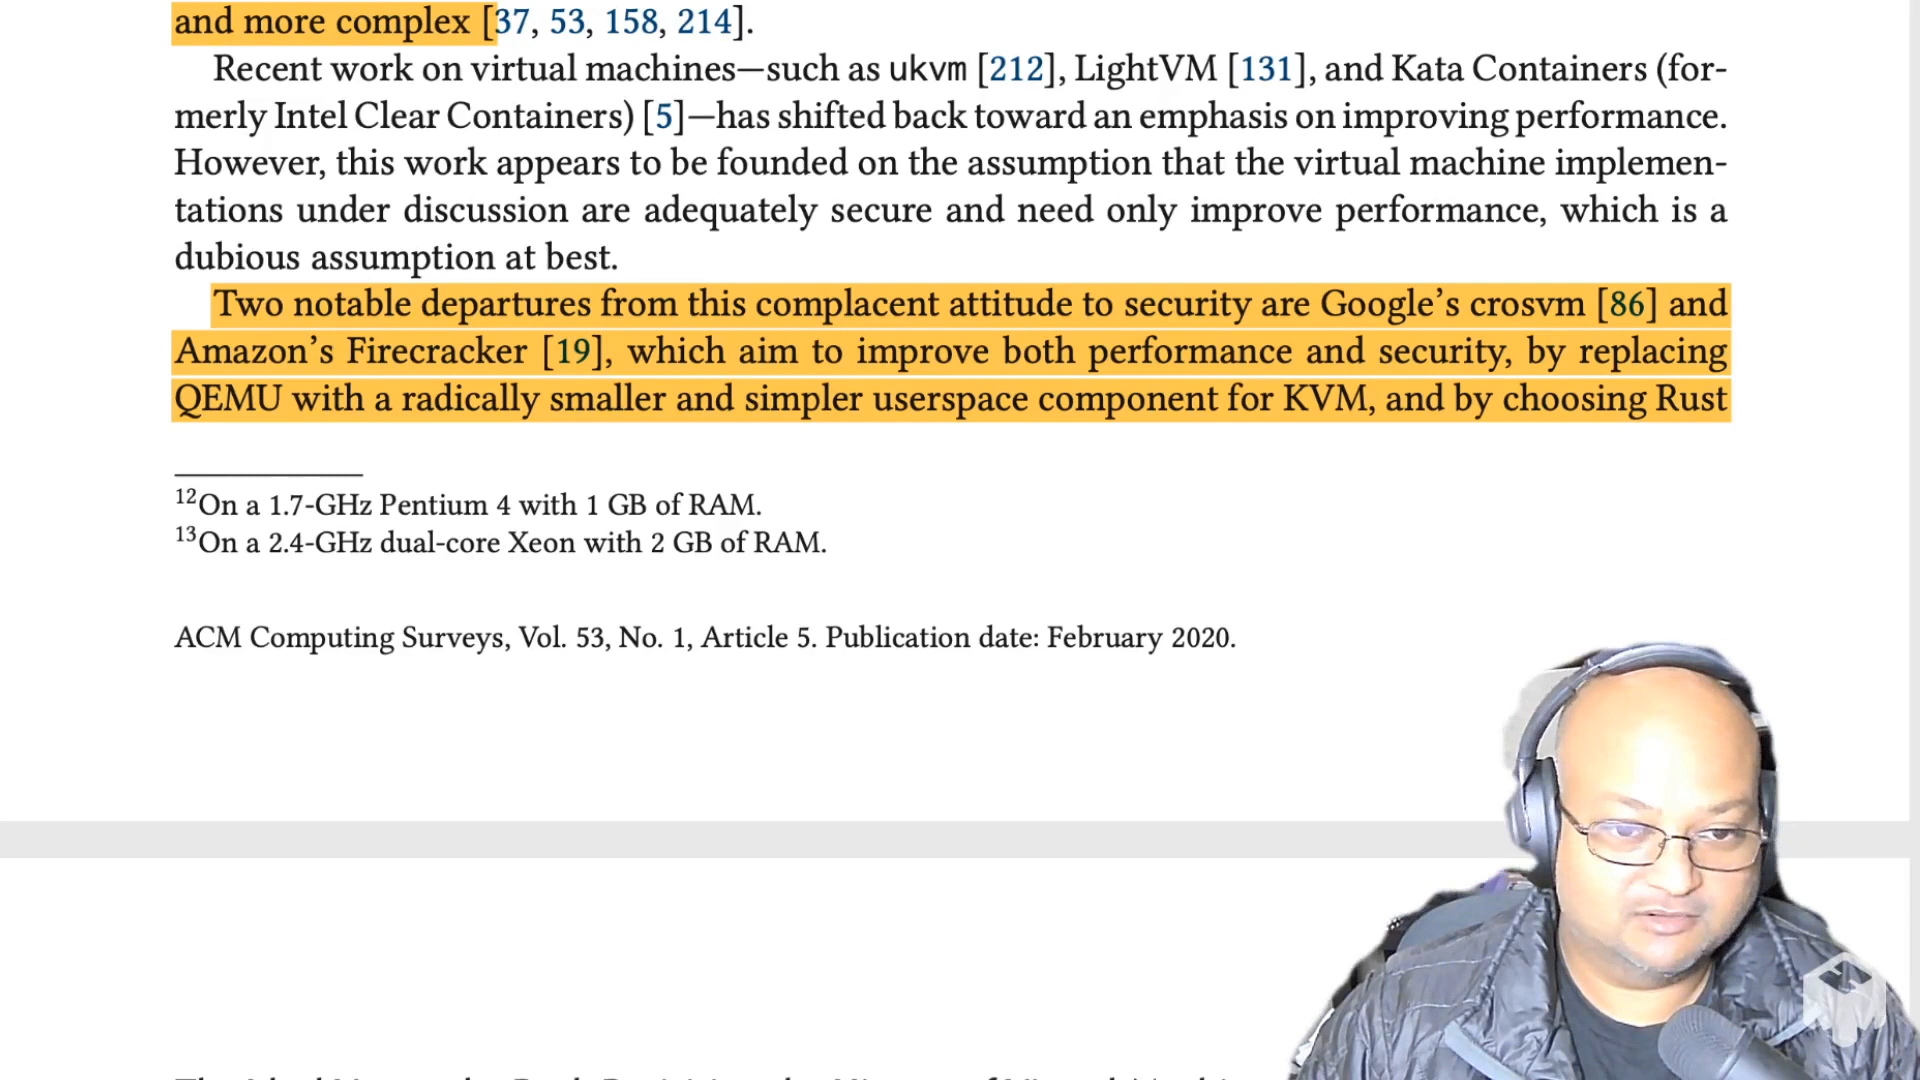 and more complex [37, 53, 158, 214].
Recent work on virtual machines—such as ukvm [212], LightVM [131], and Kata Containers (for-
merly Intel Clear Containers) [5]—has shifted back toward an emphasis on improving performance.
However, this work appears to be founded on the assumption that the virtual machine implemen-
tations under discussion are adequately secure and need only improve performance, which is a
dubious assumption at best.
Two notable departures from this complacent attitude to security are Google’s crosvm [86] and
Amazon’s Firecracker [19], which aim to improve both performance and security, by replacing
QEMU with a radically smaller and simpler userspace component for KVM, and by choosing Rust
12On a 1.7-GHz Pentium 4 with 1 GB of RAM.
13On a 2.4-GHz dual-core Xeon with 2 GB of RAM.
ACM Computing Surveys, Vol. 53, No. 1, Article 5. Publication date: February 2020.